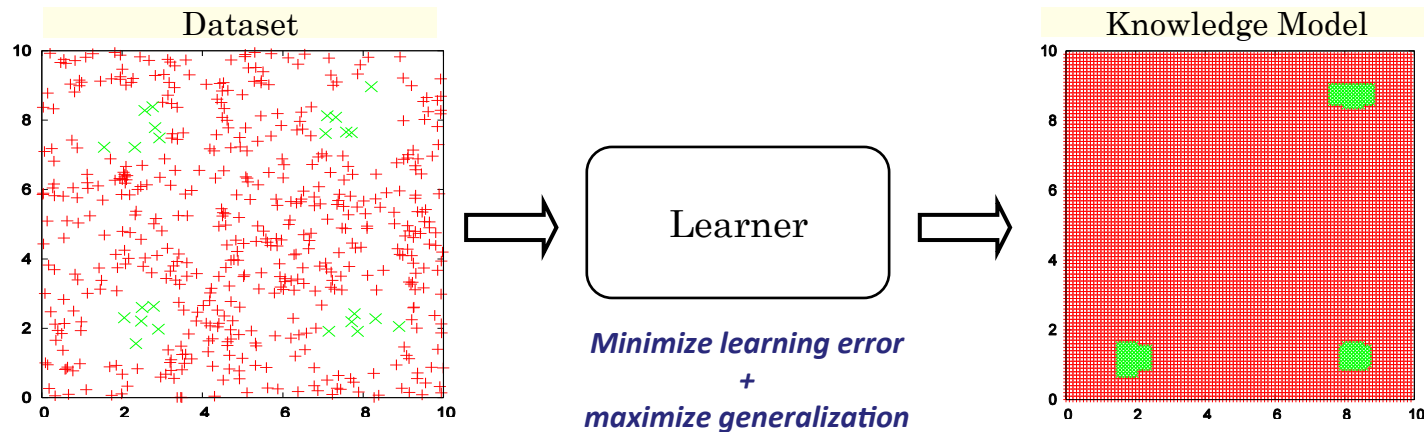 Dataset
10
8
6
4
2
0
0 2 4 6 8 10
Learner
Minimize learning error
+
maximize generalization
Knowledge Model
10
8
6
4
2
0
0 2 4 6 8 10